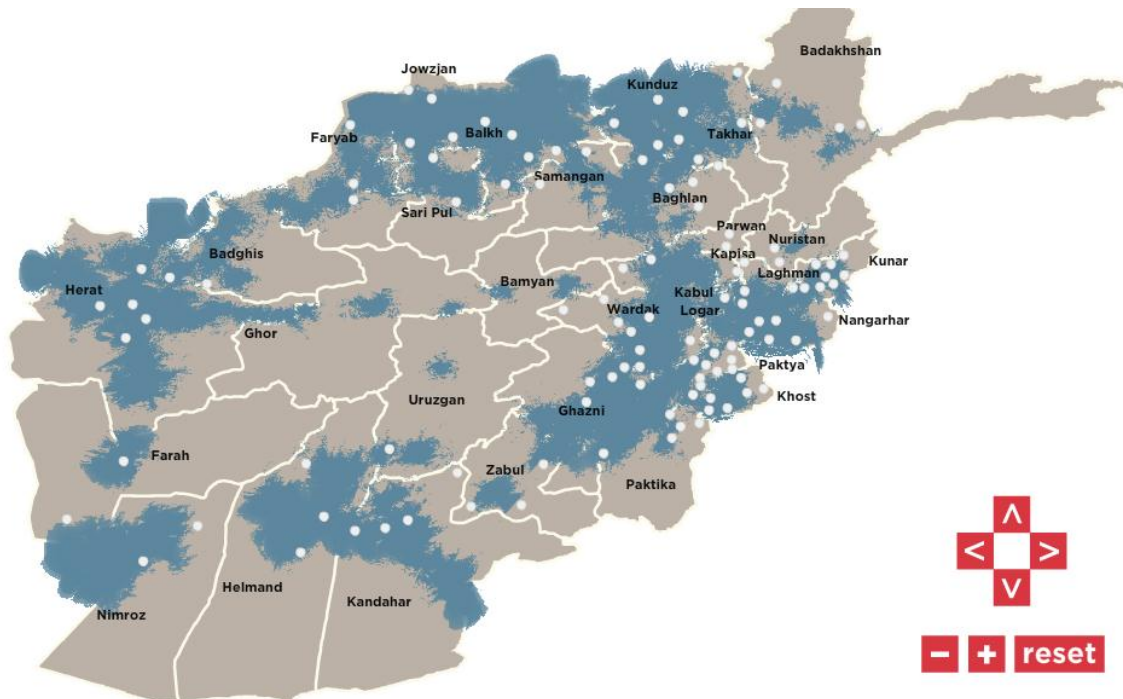 Badakhshan
Jowzjan
Kunduz
Faryab
Balkh
Takhar
Samangan
Baghlan
Sari Pul
Parwan
Nuristan
Badghis
Kapisa
Kunar
Laghman
Bamyan
Herat
Kabul
Wardak
Logar
Nangarhar
Ghor
Paktya
Khost
Uruzgan
Ghazni
Farah
Zabul
Paktika
Helmand
Kandahar
Nimroz
^
< >
v
- + reset